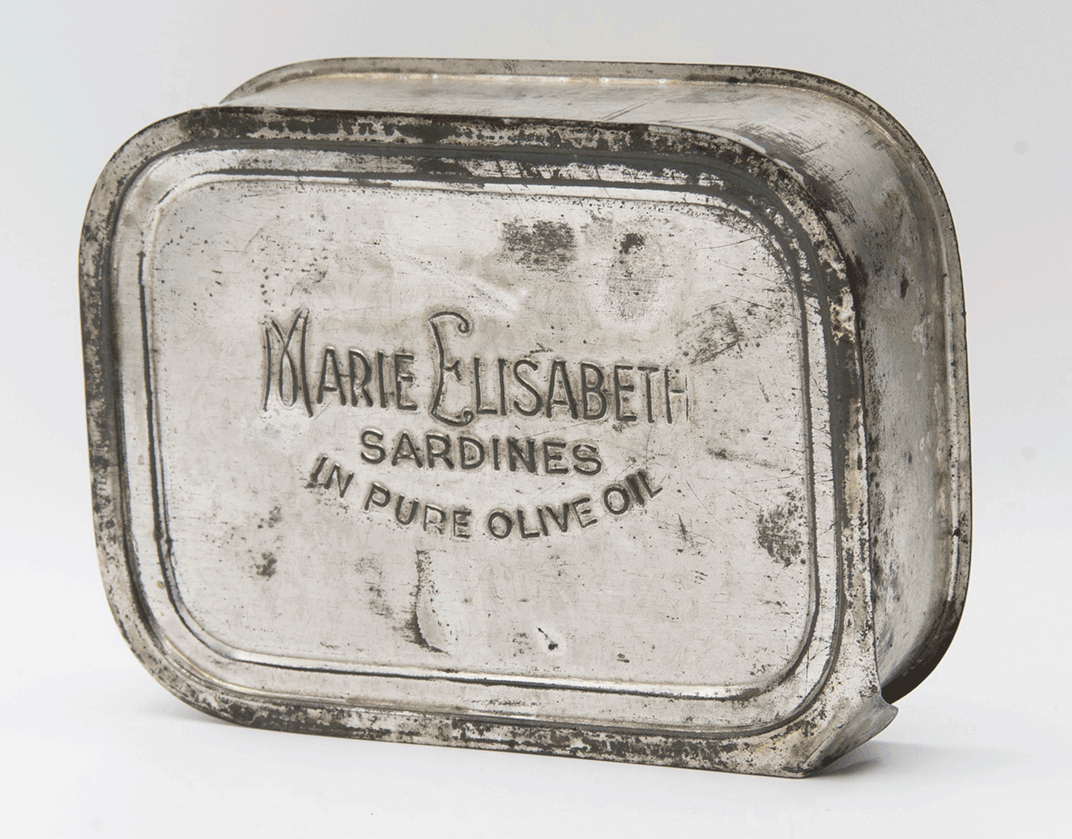 MARIE ELISABETH
SARDINES
IN PURE OLIVE OIL